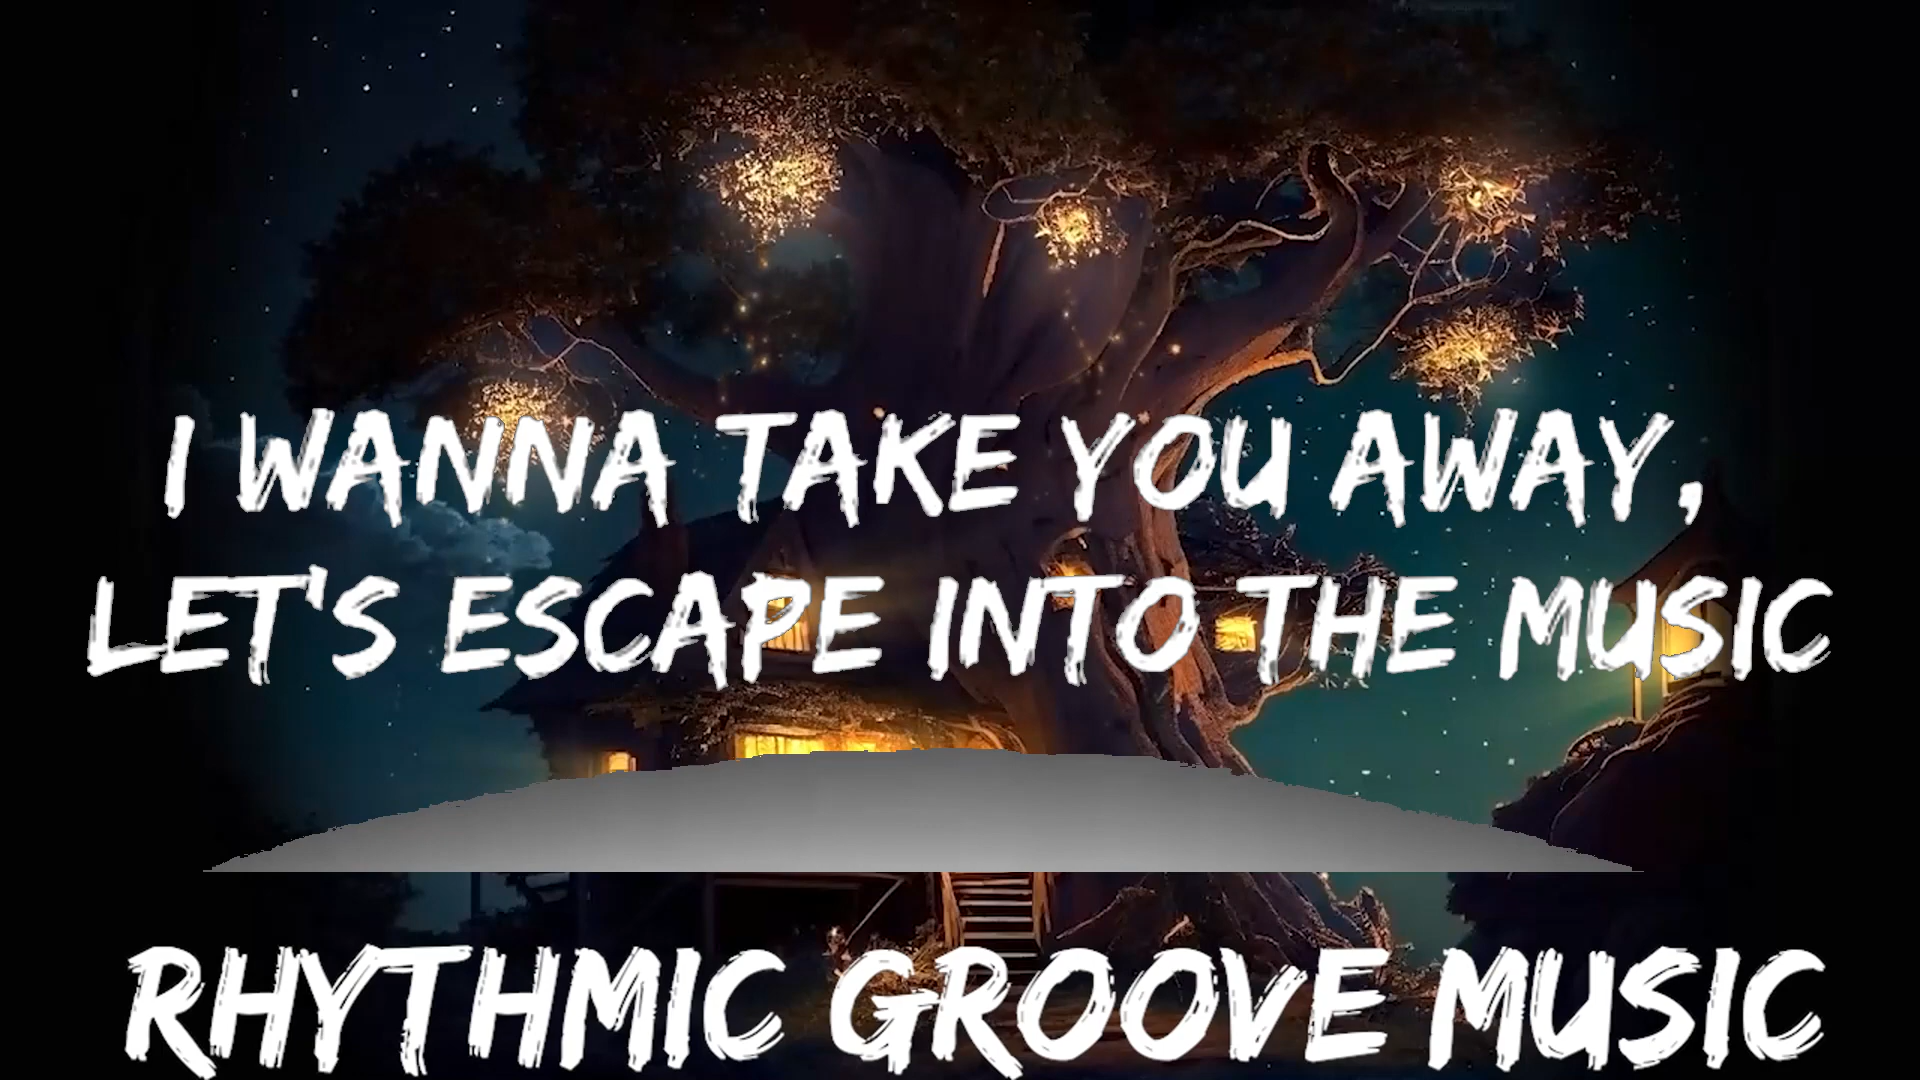 I WANNA TAKE YOU AWAY,
LET'S ESCAPE INTO THE MUSIC
RHYTHMIC GROOVE MUSIC